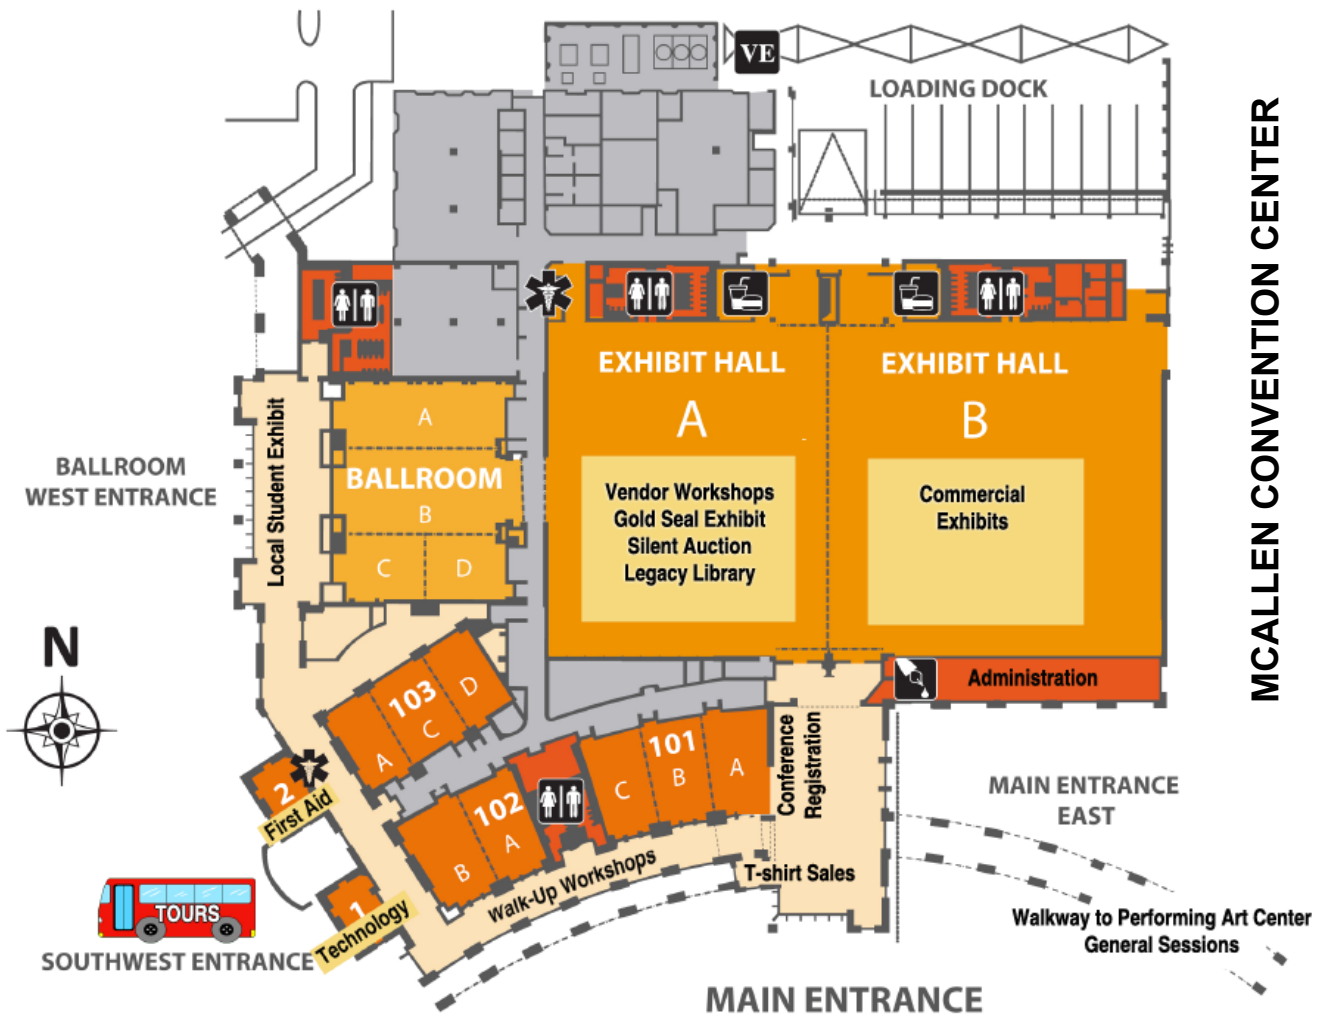 VE
LOADING DOCK
MCALLEN CONVENTION CENTER
EXHIBIT HALL
A
EXHIBIT HALL
B
Vendor Workshops
Gold Seal Exhibit
Silent Auction
Legacy Library
Commercial
Exhibits
BALLROOM
WEST ENTRANCE
Local Student Exhibit
A
BALLROOM
B
C
D
N
103
A
C
D
Administration
Conference
Registration
101
C
B
A
102
B
A
2
First Aid
1
Technology
Walk-Up Workshops
T-shirt Sales
MAIN ENTRANCE
EAST
TOURS
SOUTHWEST ENTRANCE
Walkway to Performing Art Center
General Sessions
MAIN ENTRANCE